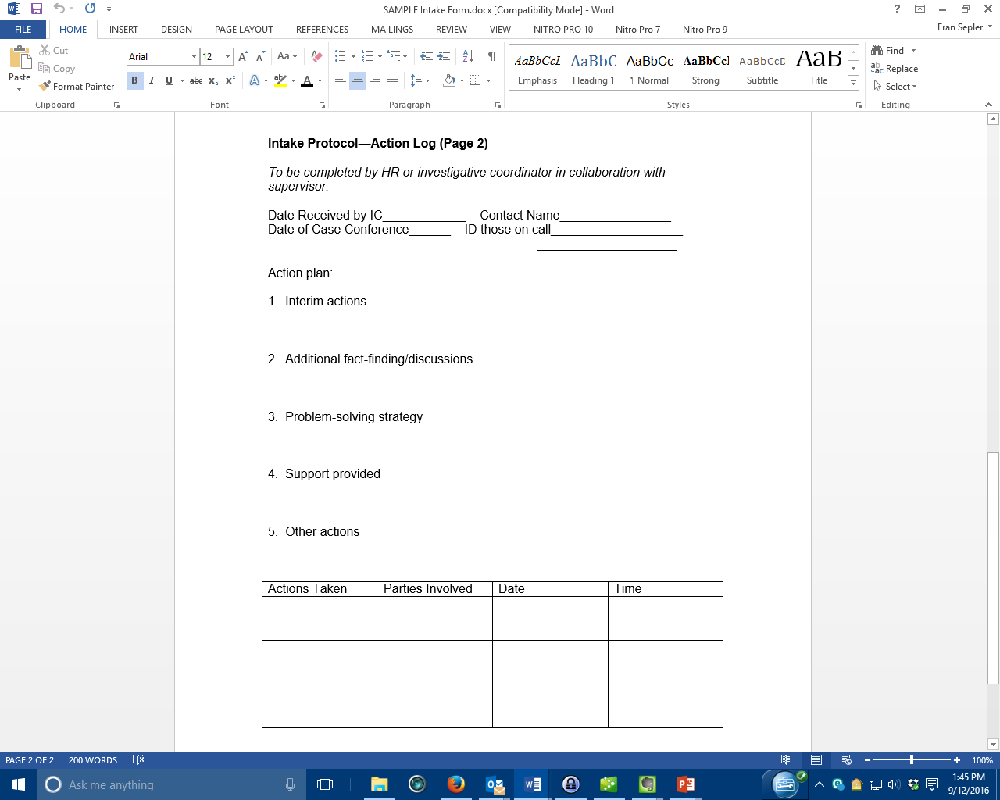 SAMPLE Intake Form.docx [Compatibility Mode] - Word
FILE HOME INSERT DESIGN PAGE LAYOUT REFERENCES MAILINGS REVIEW VIEW NITRO PRO 10 Nitro Pro 7 Nitro Pro 9 Fran Sepler
Paste
Cut
Copy
Format Painter
Clipboard
Arial 12
Font
Paragraph
AaBbCcI AaBbC AaBbCc AaBbCcI AaBbCcD AaB
Emphasis Heading 1 ¶ Normal Strong Subtitle Title
Styles
Find
Replace
Select
Editing
Intake Protocol—Action Log (Page 2)
To be completed by HR or investigative coordinator in collaboration with
supervisor.
Date Received by IC____________ Contact Name________________
Date of Case Conference______ ID those on call___________________
____________________
Action plan:
1. Interim actions
2. Additional fact-finding/discussions
3. Problem-solving strategy
4. Support provided
5. Other actions
Actions Taken Parties Involved Date Time
PAGE 2 OF 2 200 WORDS 100%
Ask me anything
1:45 PM
9/12/2016